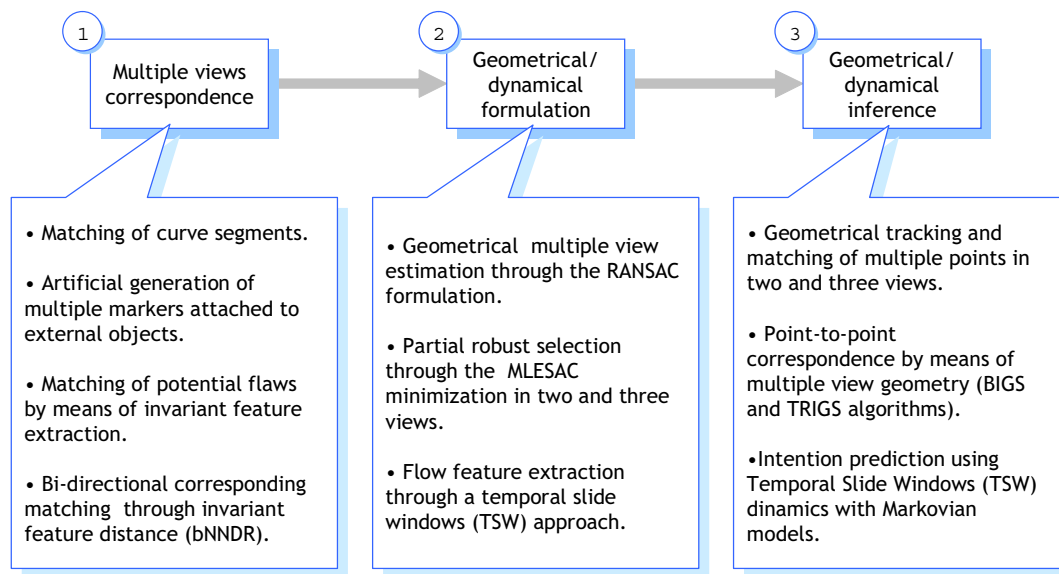 1
Multiple views
correspondence
2
Geometrical/
dynamical
formulation
3
Geometrical/
dynamical
inference
• Matching of curve segments.
• Artificial generation of
multiple markers attached to
external objects.
• Matching of potential flaws
by means of invariant feature
extraction.
• Bi-directional corresponding
matching through invariant
feature distance (bNNDR).
• Geometrical multiple view
estimation through the RANSAC
formulation.
• Partial robust selection
through the MLESAC
minimization in two and three
views.
• Flow feature extraction
through a temporal slide
windows (TSW) approach.
• Geometrical tracking and
matching of multiple points in
two and three views.
• Point-to-point
correspondence by means of
multiple view geometry (BIGS
and TRIGS algorithms).
•Intention prediction using
Temporal Slide Windows (TSW)
dinamics with Markovian
models.